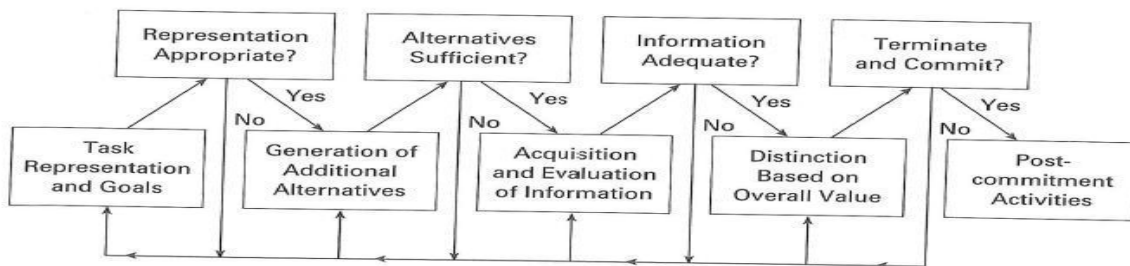 Representation
Appropriate?
Alternatives
Sufficient?
Information
Adequate?
Terminate
and Commit?
Yes
No
Yes
No
Yes
No
Yes
No
Task
Representation
and Goals
Generation of
Additional
Alternatives
Acquisition
and Evaluation
of Information
Distinction
Based on
Overall Value
Post-
commitment
Activities